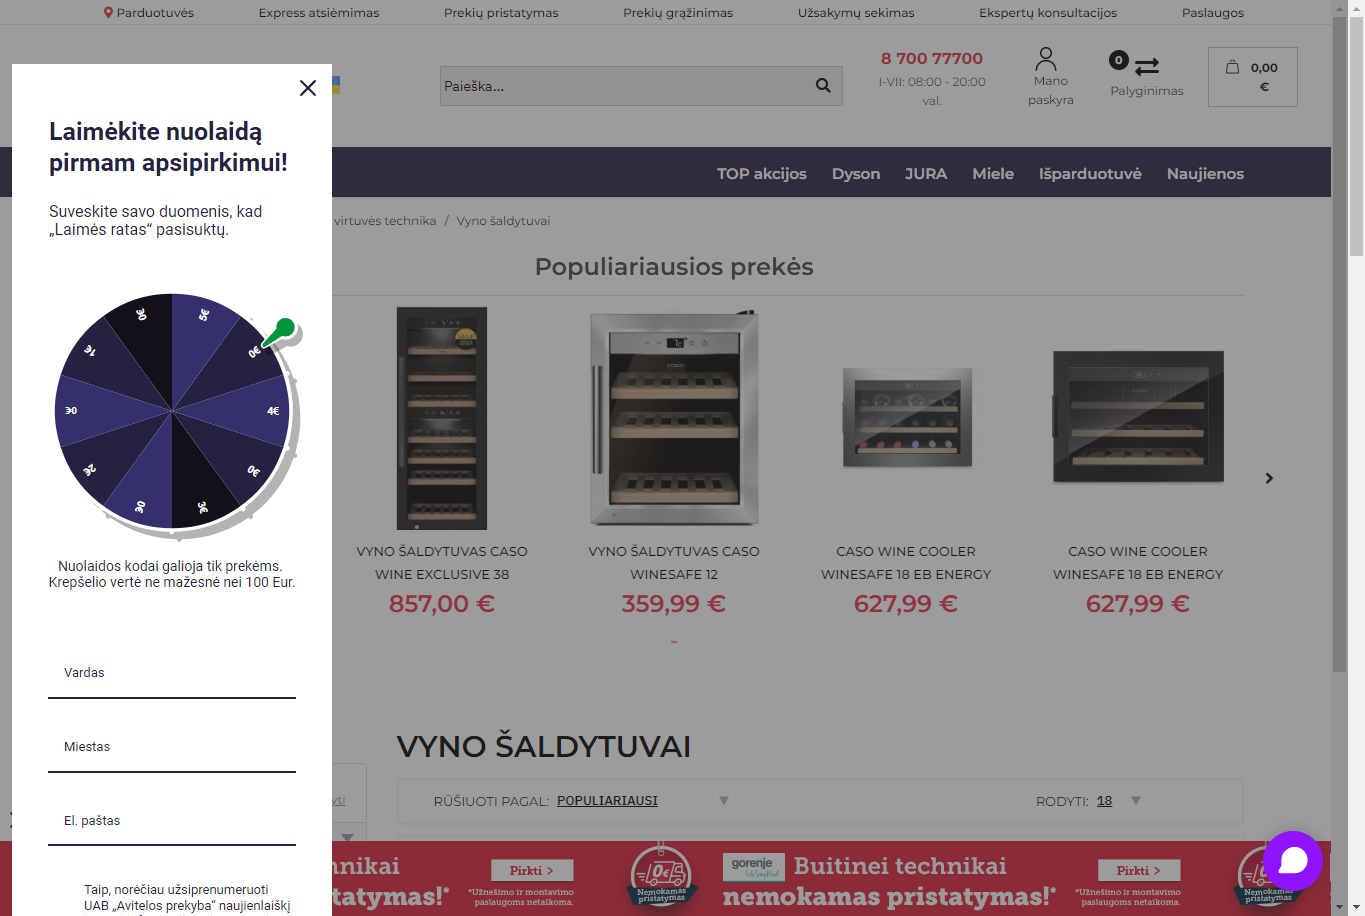 Parduotuvės
Express atsiėmimas
Prekių pristatymas
Prekių grąžinimas
Užsakymų sekimas
Ekspertų konsultacijos
Paslaugos
Paieška...
8 700 77700
I-VII: 08:00 - 20:00
val.
Mano
paskyra
0
Palyginimas
0,00
€
TOP akcijos
Dyson
JURA
Miele
Išparduotuvė
Naujienos
virtuvės technika / Vyno šaldytuvai
Laimėkite nuolaidą
pirmam apsipirkimui!
Suveskite savo duomenis, kad
„Laimės ratas“ pasisuktų.
5€
0€
4€
0€
3€
0€
2€
0€
1€
0€
Nuolaidos kodai galioja tik prekėms.
Krepšelio vertė ne mažesnė nei 100 Eur.
Vardas
Miestas
El. paštas
Taip, norėčiau užsiprenumeruoti
UAB „Avitelos prekyba“ naujienlaiškį
Populiariausios prekės
VYNO ŠALDYTUVAS CASO
WINE EXCLUSIVE 38
857,00 €
VYNO ŠALDYTUVAS CASO
WINESAFE 12
359,99 €
CASO WINE COOLER
WINESAFE 18 EB ENERGY
627,99 €
CASO WINE COOLER
WINESAFE 18 EB ENERGY
627,99 €
VYNO ŠALDYTUVAI
RŪŠIUOTI PAGAL: POPULIARIAUSI
RODYTI: 18
Pirkti >
*Užnešimo ir montavimo
paslaugoms netaikoma.
0€
Nemokamas
pristatymas
gorenje
Life Simplified
Buitinei technikai
nemokamas pristatymas!*
Pirkti >
*Užnešimo ir montavimo
paslaugoms netaikoma.